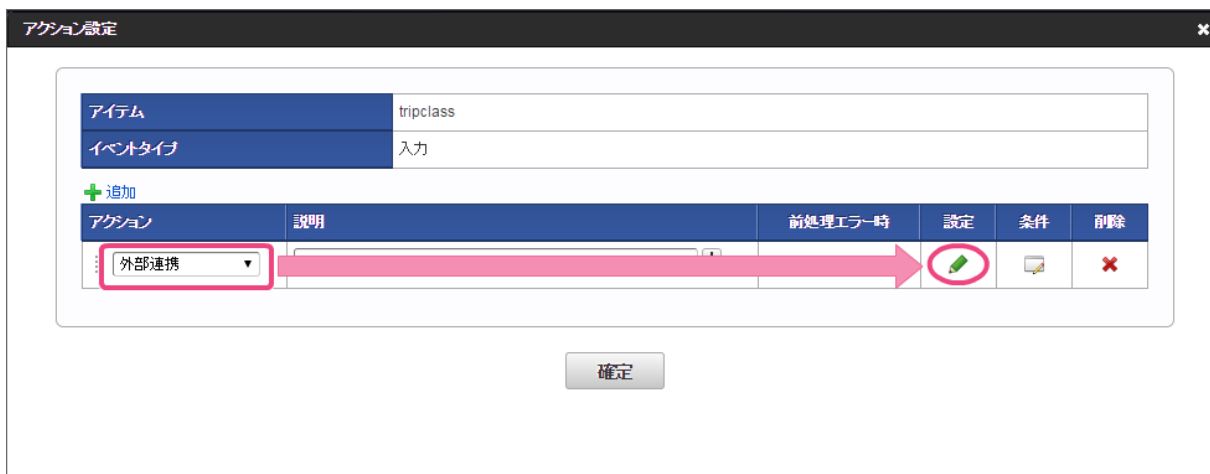 アクション設定
アイテム tripclass
イベントタイプ 入力
追加
アクション 説明 前処理エラー時 設定 条件 削除
外部連携
確定